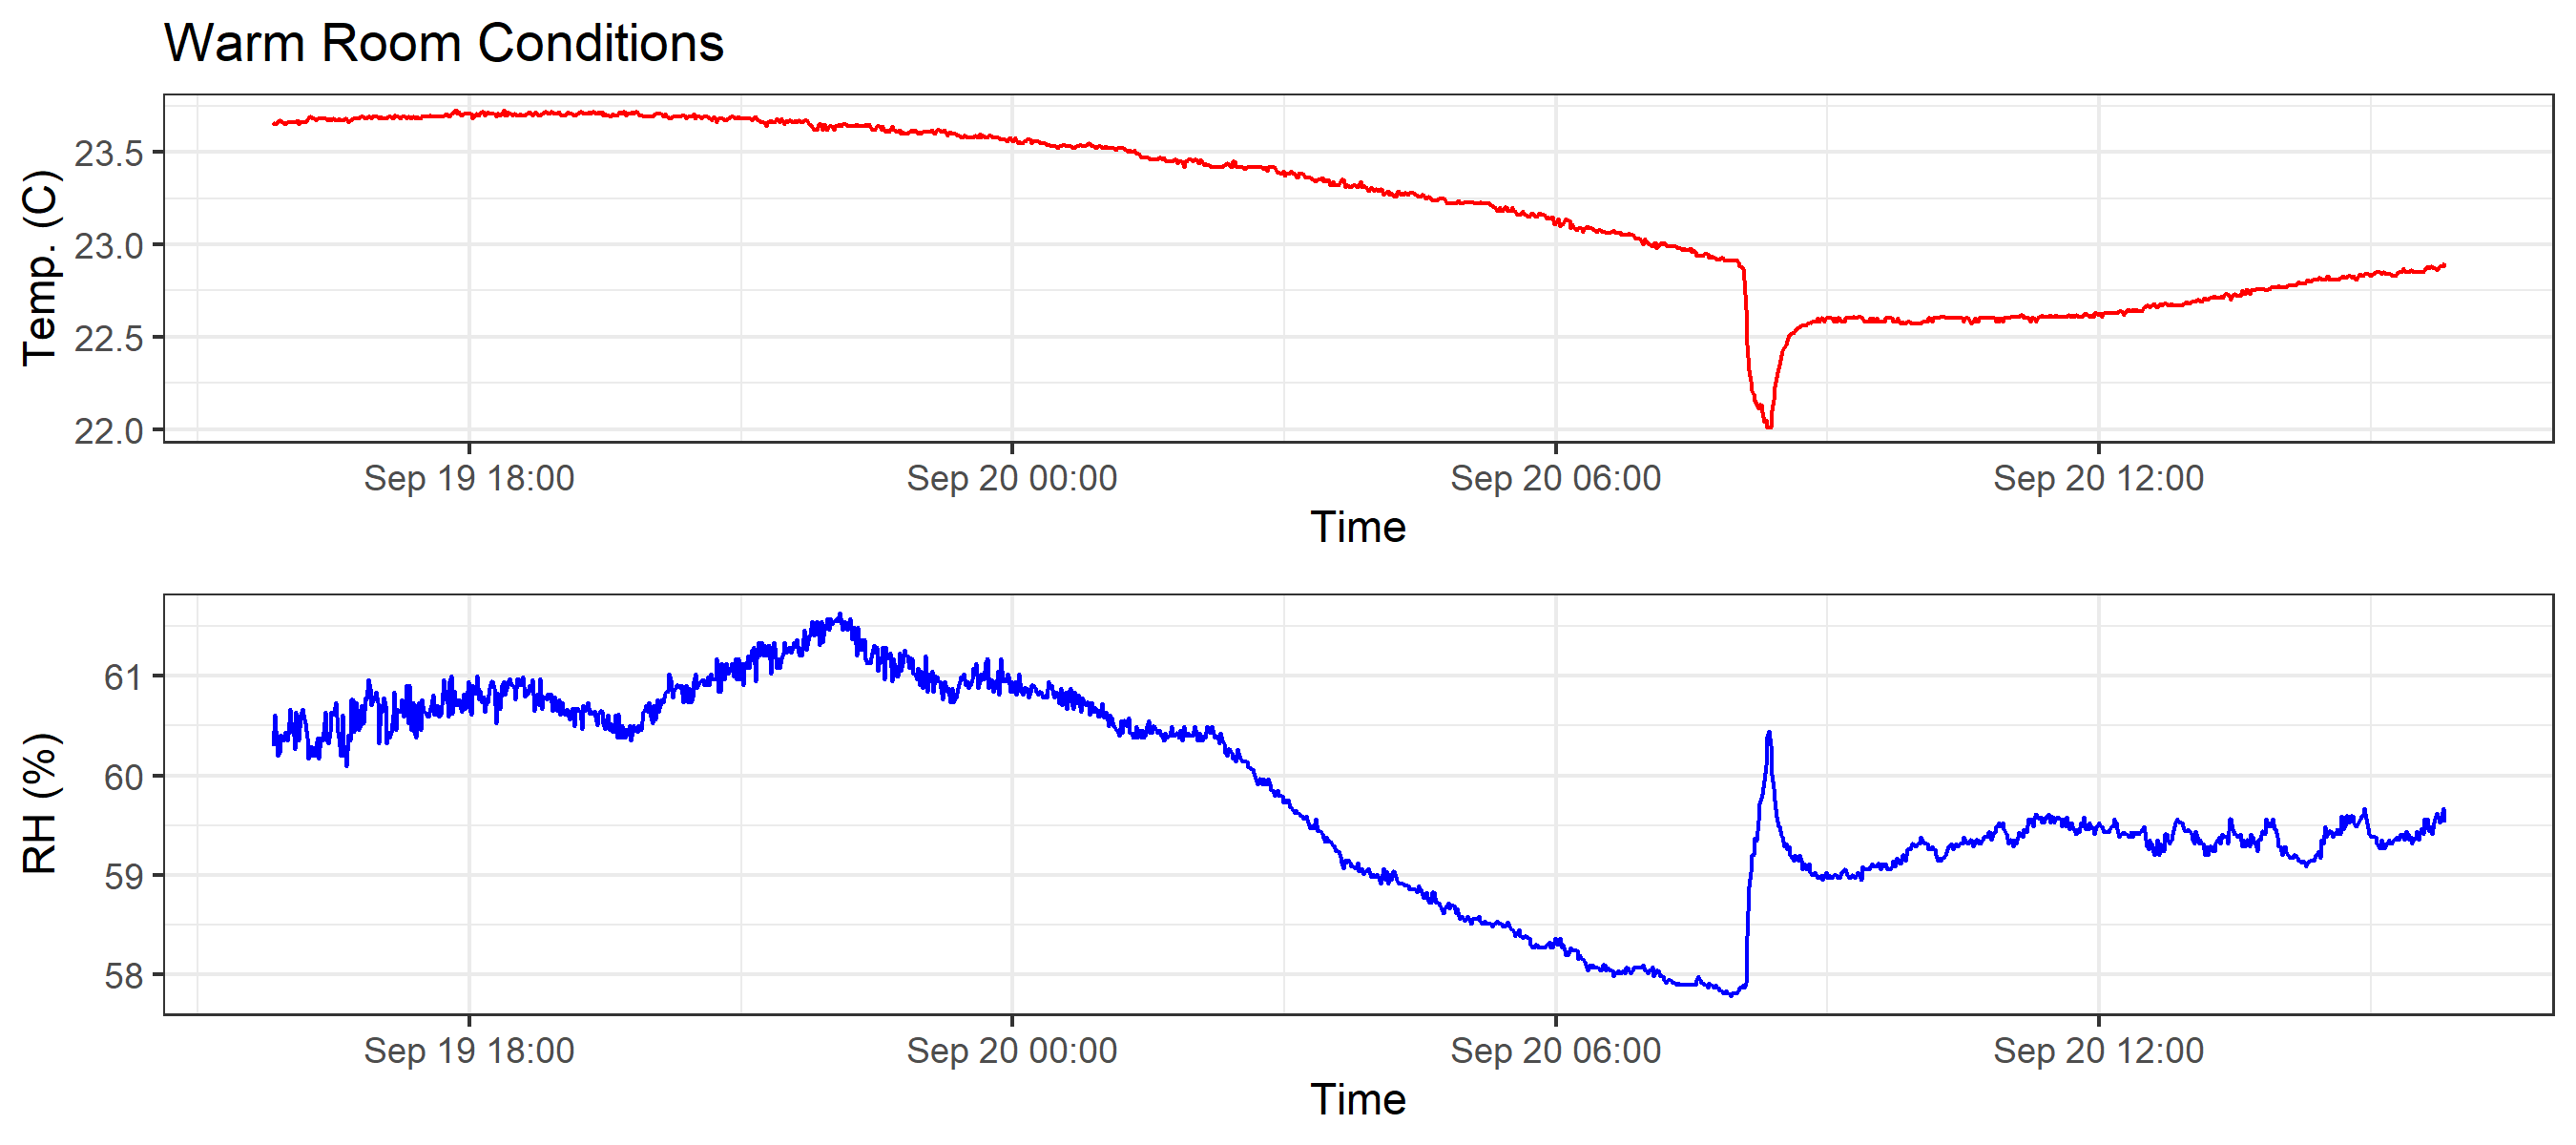 Warm Room Conditions
Temp. (C)
23.5
23.0
22.5
22.0
Sep 19 18:00 Sep 20 00:00 Sep 20 06:00 Sep 20 12:00
Time
RH (%)
61
60
59
58
Sep 19 18:00 Sep 20 00:00 Sep 20 06:00 Sep 20 12:00
Time